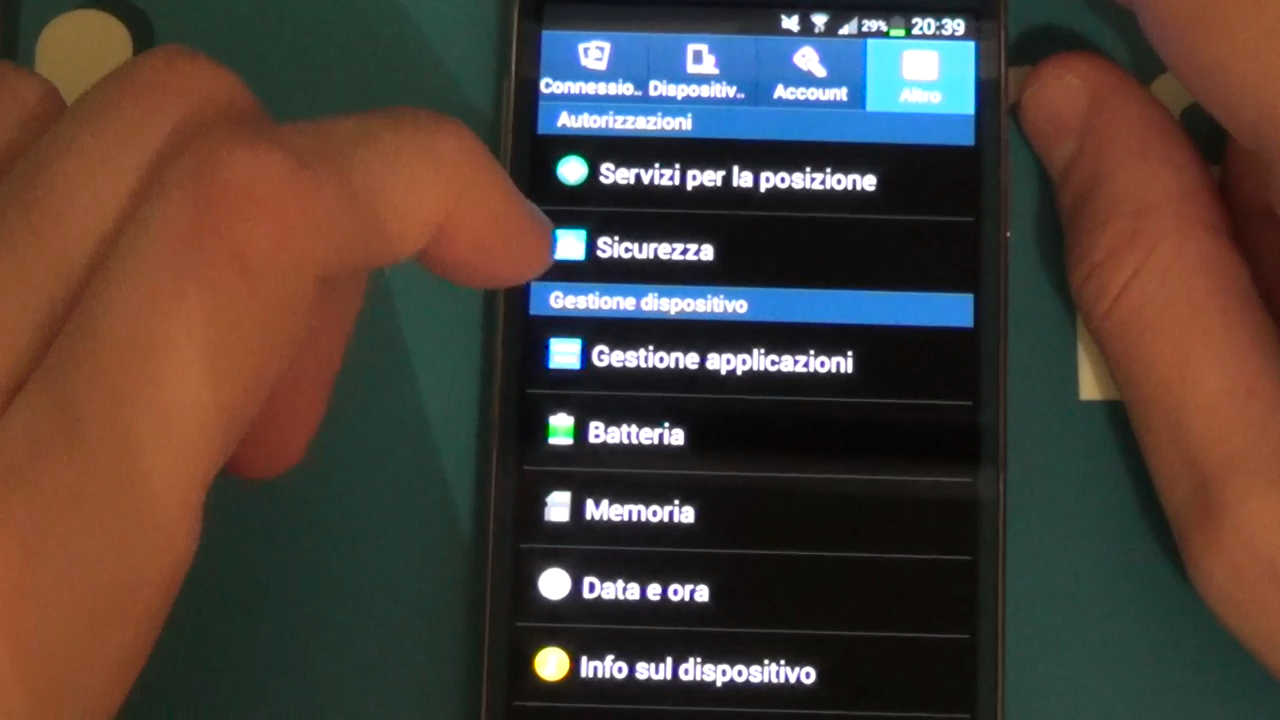 29% 20:39
Connessio.. Dispositiv.. Account Altro
Autorizzazioni
Servizi per la posizione
Sicurezza
Gestione dispositivo
Gestione applicazioni
Batteria
Memoria
Data e ora
Info sul dispositivo